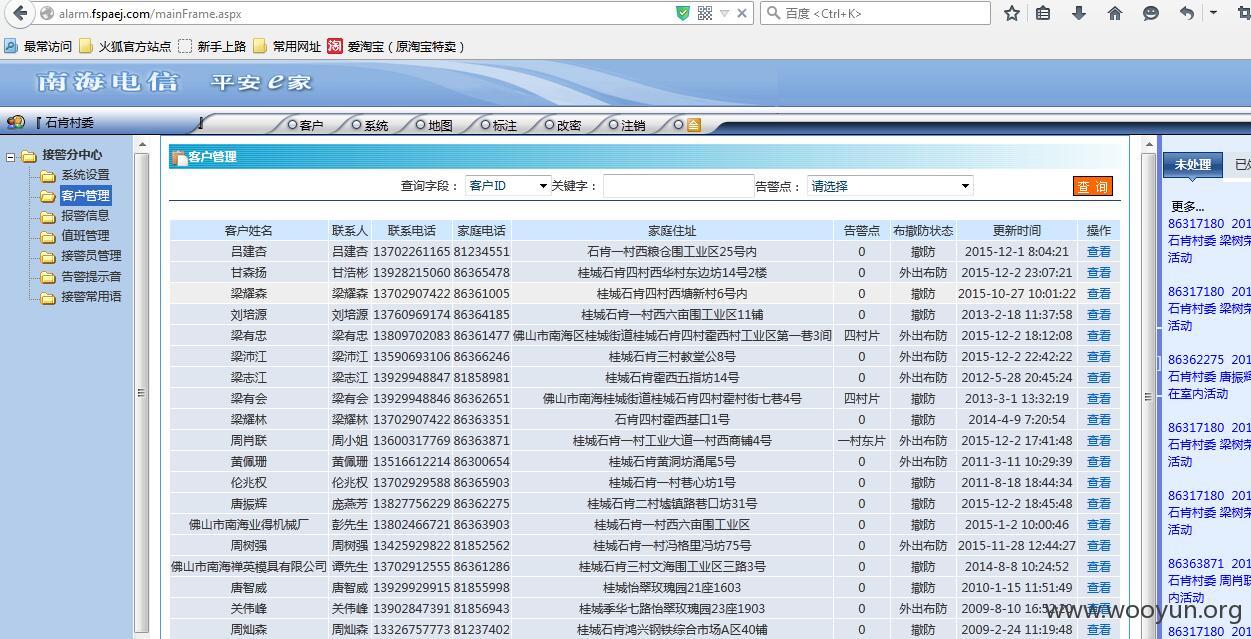 alarm.fspaej.com/mainFrame.aspx
百度 <Ctrl+K>
最常访问 火狐官方站点 新手上路 常用网址 淘 爱淘宝（原淘宝特卖）
南海电信 平安e家
『石肯村委 』 客户 系统 地图 标注 改密 注销
接警分中心
系统设置
客户管理
报警信息
值班管理
接警员管理
告警提示音
接警常用语
客户管理
查询字段： 客户ID 关键字： 告警点： 请选择 查 询
客户姓名 联系人 联系电话 家庭电话 家庭住址 告警点 布撤防状态 更新时间 操作
吕建杏 吕建杏 13702261165 81234551 石肯一村西粮仓围工业区25号内 0 撤防 2015-12-1 8:04:21 查看
甘森扬 甘浩彬 13928215060 86365478 桂城石肯四村西华村东边坊14号2楼 0 外出布防 2015-12-2 23:07:21 查看
梁耀森 梁耀森 13702907422 86361005 桂城石肯四村西塘新村6号内 0 撤防 2015-10-27 10:01:22 查看
刘培源 刘培源 13760969174 86364185 桂城石肯一村西六亩围工业区11铺 0 撤防 2013-2-18 11:37:58 查看
梁有忠 梁有忠 13809702083 86361477 佛山市南海区桂城街道桂城石肯四村霍西村工业区第一巷3间 四村片 外出布防 2015-12-2 18:12:08 查看
梁沛江 梁沛江 13590693106 86366246 桂城石肯三村教堂公8号 0 外出布防 2015-12-2 22:42:22 查看
梁志江 梁志江 13929948847 81858981 桂城石肯霍西五指坊14号 0 外出布防 2012-5-28 20:45:24 查看
梁有会 梁有会 13929948846 86362651 佛山市南海桂城街道桂城石肯四村霍村街七巷4号 四村片 撤防 2013-3-1 13:32:19 查看
梁耀林 梁耀林 13702907422 86363351 石肯四村霍西基口1号 0 撤防 2014-4-9 7:20:54 查看
周肖联 周小姐 13600317769 86363871 桂城石肯一村工业大道一村西商铺4号 一村东片 外出布防 2015-12-2 17:41:48 查看
黄佩珊 黄佩珊 13516612214 86300654 桂城石肯黄洞坊涌尾5号 0 外出布防 2011-3-11 10:29:39 查看
伦兆权 伦兆权 13702929588 86365903 桂城石肯一村巷心坊1号 0 撤防 2011-8-18 18:44:34 查看
唐振辉 庞燕芳 13827756229 86362275 桂城石肯二村墟镇路巷口坊31号 0 撤防 2015-12-2 18:45:48 查看
佛山市南海业得机械厂 彭先生 13802466721 86363903 桂城石肯一村西六亩围工业区 0 撤防 2015-1-2 10:00:46 查看
周树强 周树强 13425929822 81852562 桂城石肯一村冯格里冯坊75号 0 外出布防 2015-11-28 12:44:27 查看
佛山市南海禅英模具有限公司 谭先生 13702912555 86361286 桂城石肯三村文海围工业区三路3号 0 撤防 2014-8-8 10:24:52 查看
唐智威 唐智威 13929929915 81855998 桂城怡翠玫瑰园21座1603 0 撤防 2010-1-15 11:51:49 查看
关伟峰 关伟峰 13902847391 81856943 桂城季华七路怡翠玫瑰园23座1903 0 外出布防 2009-8-10 查看
周灿森 周灿森 13326757773 81237402 桂城石肯鸿兴钢铁综合市场A区40铺 0 撤防 2009-2-24 11:19:48 查看
未处理
更多...
86317180 201
石肯村委 梁树荣
活动
86317180 201
石肯村委 梁树荣
活动
86362275 201
石肯村委 唐振辉
在室内活动
86317180 201
石肯村委 梁树荣
活动
86317180 201
石肯村委 梁树荣
活动
86363871 201
石肯村委 周肖联
内活动
86317180 201
www.wooyun.org